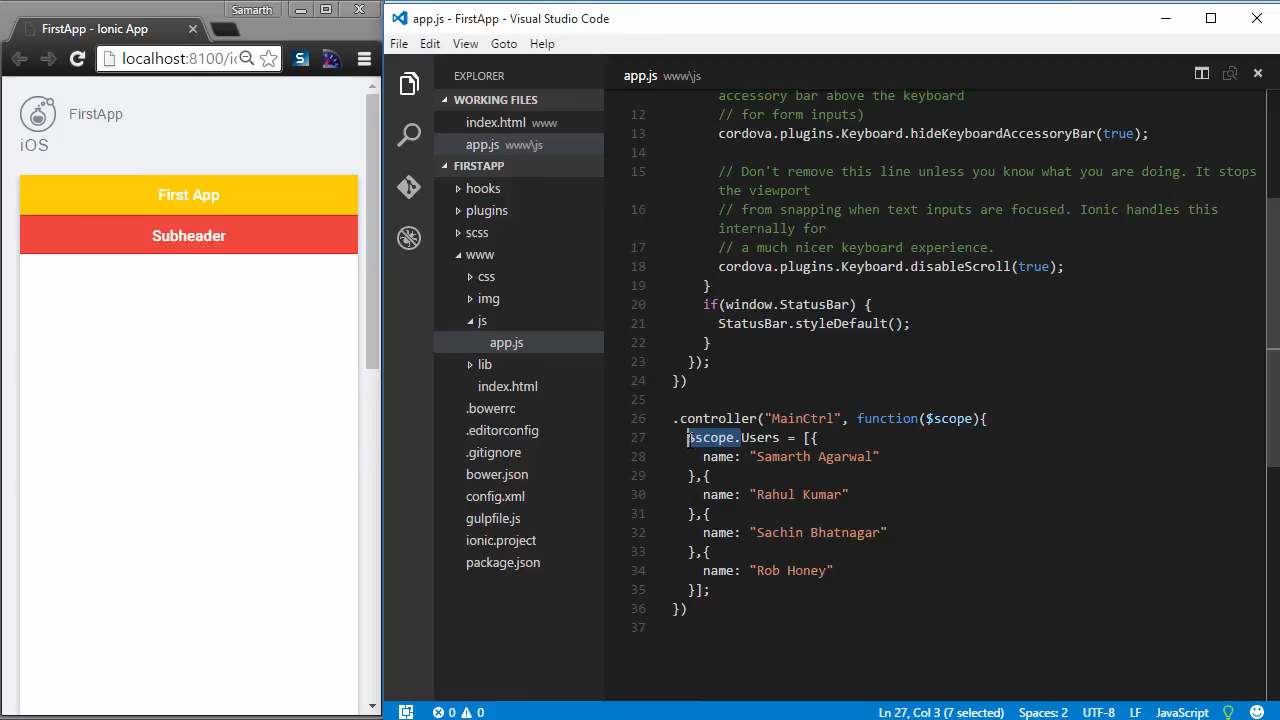 Samarth
FirstApp - Ionic App
localhost:8100/i
FirstApp
iOS
First App
Subheader
app.js - FirstApp - Visual Studio Code
File Edit View Goto Help
EXPLORER
WORKING FILES
index.html www
app.js www\js
FIRSTAPP
hooks
plugins
scss
www
css
img
js
app.js
lib
index.html
.bowerrc
.editorconfig
.gitignore
bower.json
config.xml
gulpfile.js
ionic.project
package.json
app.js www\js
accessory bar above the keyboard
12 // for form inputs)
13 cordova.plugins.Keyboard.hideKeyboardAccessoryBar(true);
14
15 // Don't remove this line unless you know what you are doing. It stops
the viewport
16 // from snapping when text inputs are focused. Ionic handles this
internally for
17 // a much nicer keyboard experience.
18 cordova.plugins.Keyboard.disableScroll(true);
19 }
20 if(window.StatusBar) {
21 StatusBar.styleDefault();
22 }
23 });
24 })
25
26 .controller("MainCtrl", function($scope){
27 $scope.Users = [{
28 name: "Samarth Agarwal"
29 },{
30 name: "Rahul Kumar"
31 },{
32 name: "Sachin Bhatnagar"
33 },{
34 name: "Rob Honey"
35 }];
36 })
37
0 0 Ln 27, Col 3 (7 selected) Spaces: 2 UTF-8 LF JavaScript